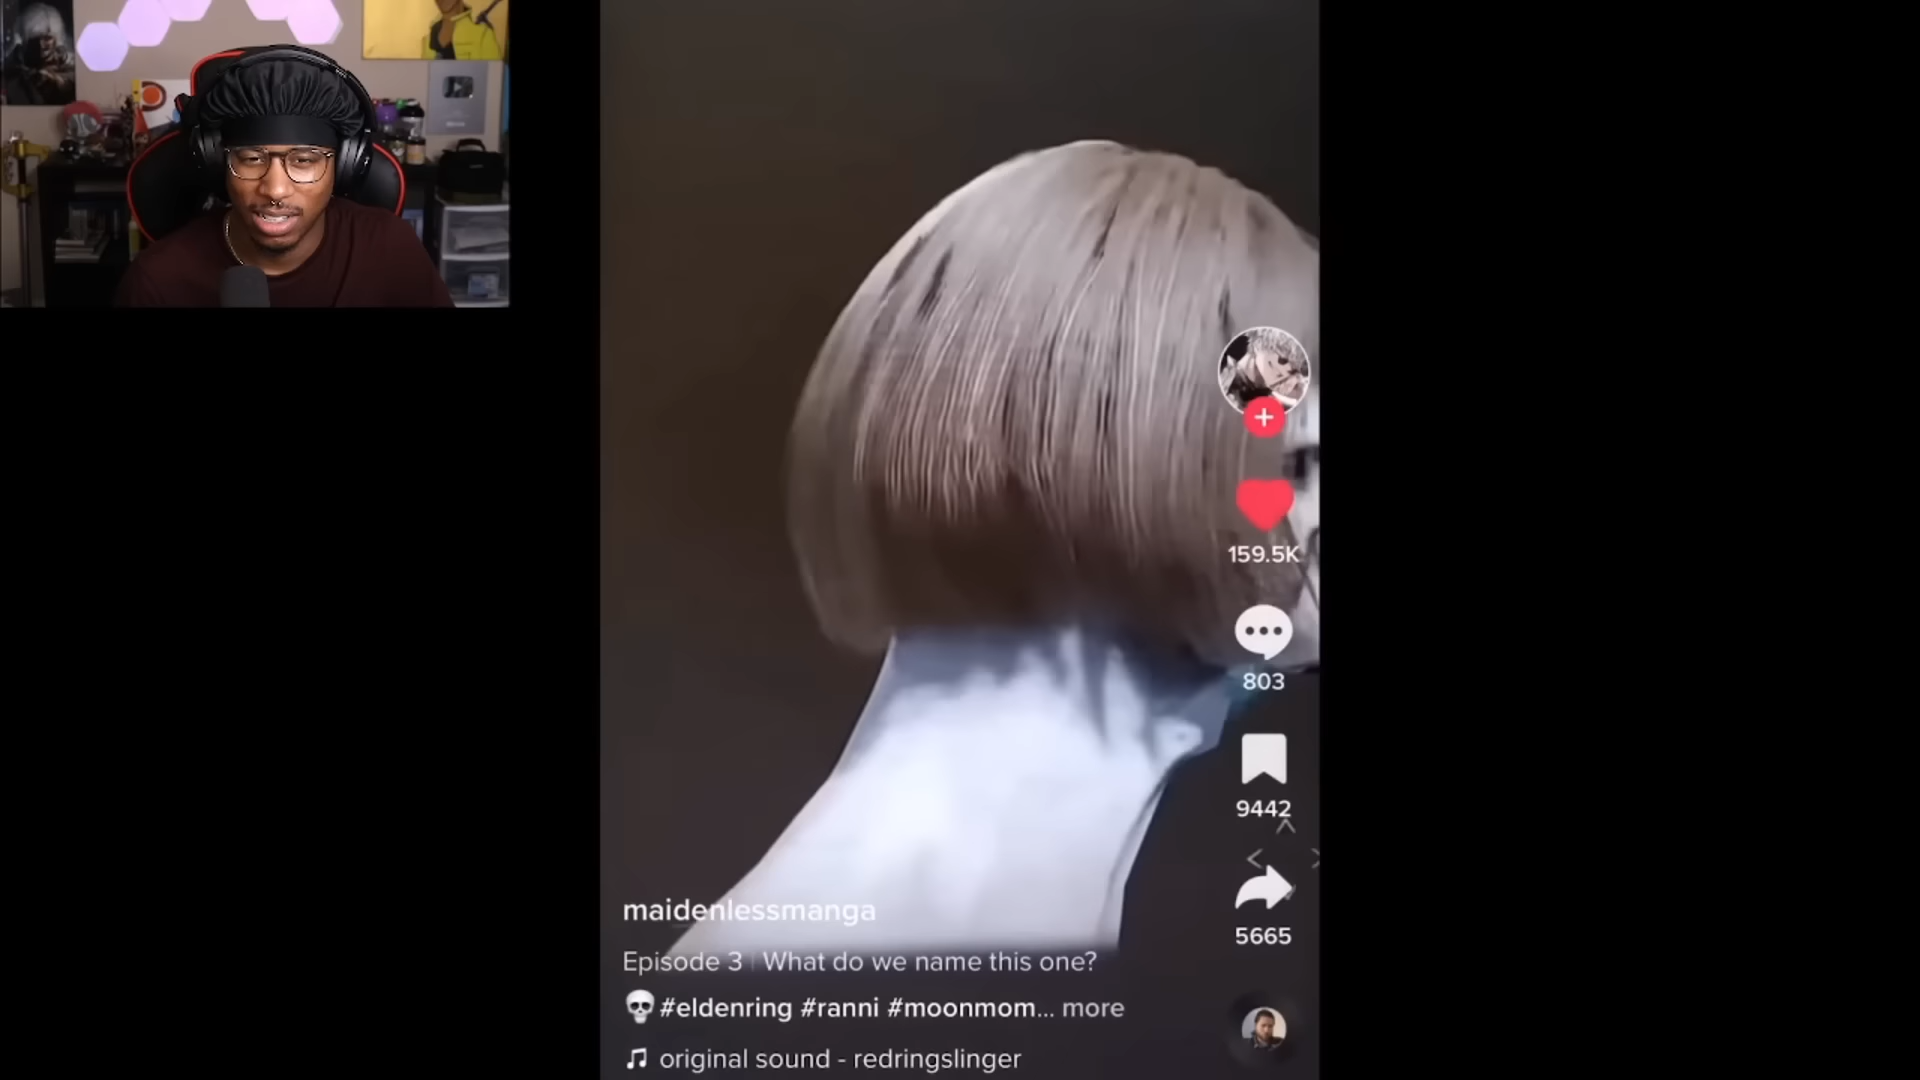 159.5K
803
9442
5665
maidenlessmanga
Episode 3 | What do we name this one?
💀#eldenring #ranni #moonmom... more
original sound - redringslinger